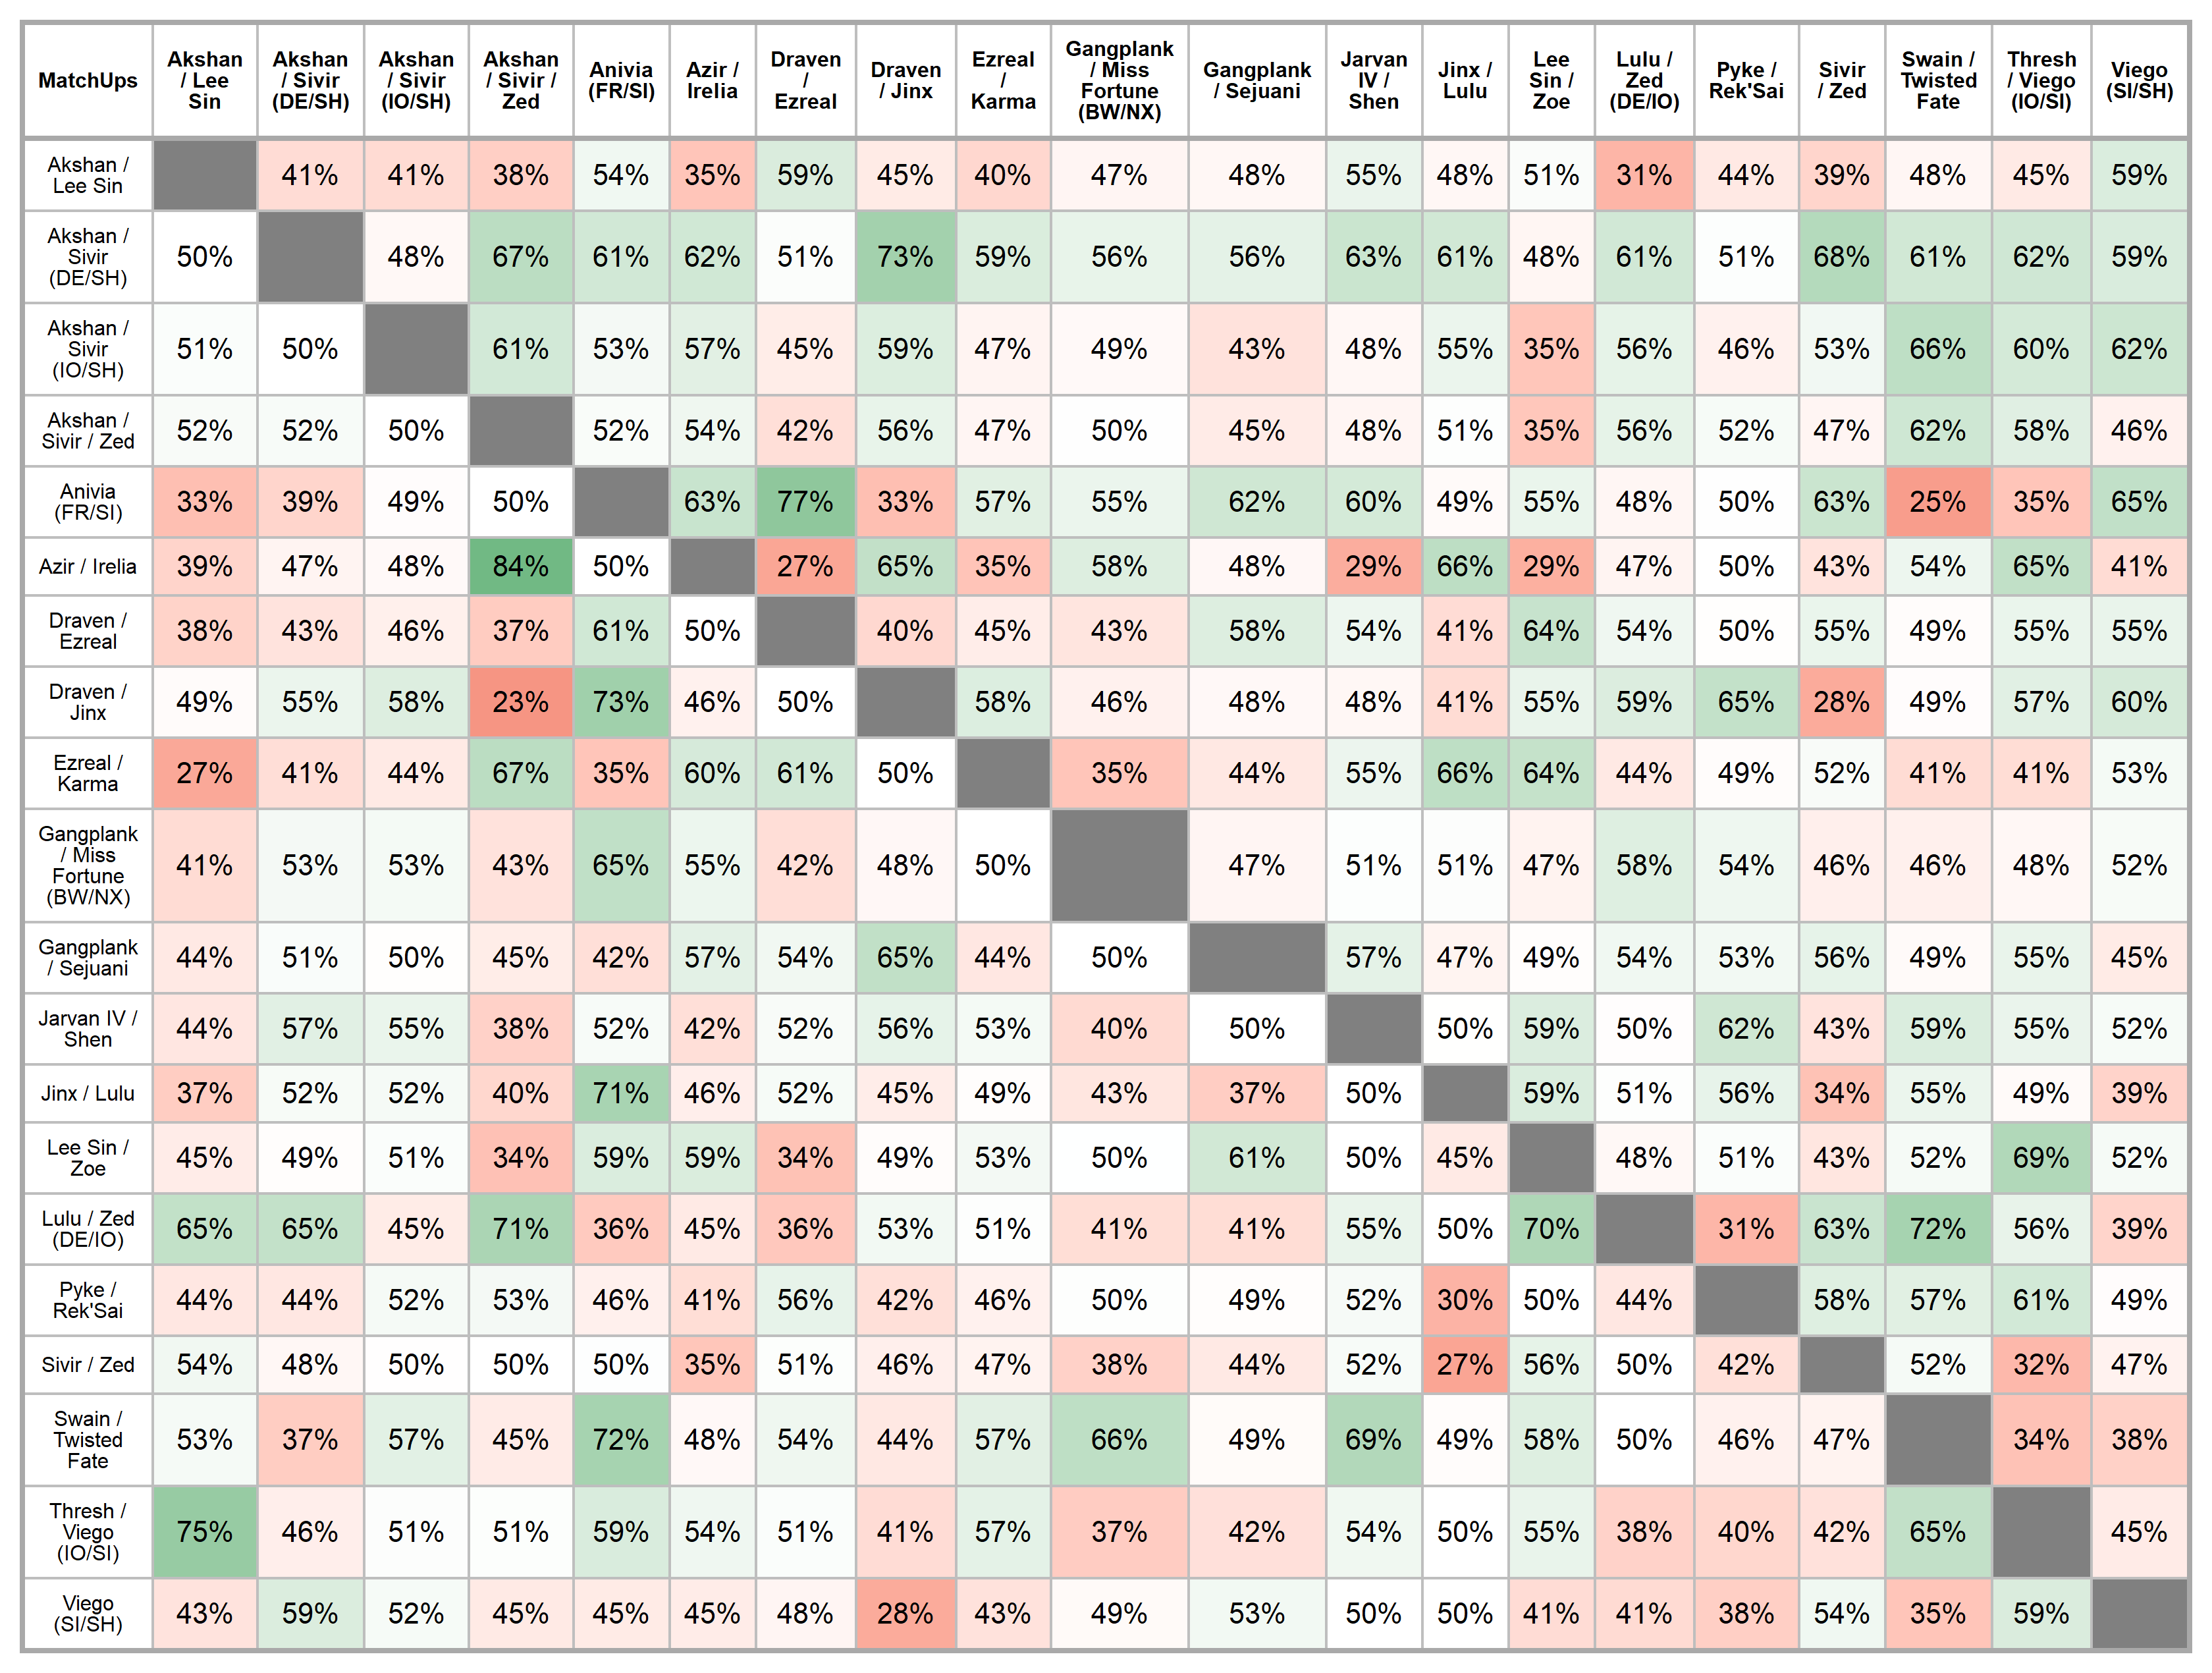 MatchUps Akshan / Lee Sin Akshan / Sivir (DE/SH) Akshan / Sivir (IO/SH) Akshan / Sivir / Zed Anivia (FR/SI) Azir / Irelia Draven / Ezreal Draven / Jinx Ezreal / Karma Gangplank / Miss Fortune (BW/NX) Gangplank / Sejuani Jarvan IV / Shen Jinx / Lulu Lee Sin / Zoe Lulu / Zed (DE/IO) Pyke / Rek'Sai Sivir / Zed Swain / Twisted Fate Thresh / Viego (IO/SI) Viego (SI/SH)
Akshan / Lee Sin 41% 41% 38% 54% 35% 59% 45% 40% 47% 48% 55% 48% 51% 31% 44% 39% 48% 45% 59%
Akshan / Sivir (DE/SH) 50% 48% 67% 61% 62% 51% 73% 59% 56% 56% 63% 61% 48% 61% 51% 68% 61% 62% 59%
Akshan / Sivir (IO/SH) 51% 50% 61% 53% 57% 45% 59% 47% 49% 43% 48% 55% 35% 56% 46% 53% 66% 60% 62%
Akshan / Sivir / Zed 52% 52% 50% 52% 54% 42% 56% 47% 50% 45% 48% 51% 35% 56% 52% 47% 62% 58% 46%
Anivia (FR/SI) 33% 39% 49% 50% 63% 77% 33% 57% 55% 62% 60% 49% 55% 48% 50% 63% 25% 35% 65%
Azir / Irelia 39% 47% 48% 84% 50% 27% 65% 35% 58% 48% 29% 66% 29% 47% 50% 43% 54% 65% 41%
Draven / Ezreal 38% 43% 46% 37% 61% 50% 40% 45% 43% 58% 54% 41% 64% 54% 50% 55% 49% 55% 55%
Draven / Jinx 49% 55% 58% 23% 73% 46% 50% 58% 46% 48% 48% 41% 55% 59% 65% 28% 49% 57% 60%
Ezreal / Karma 27% 41% 44% 67% 35% 60% 61% 50% 35% 44% 55% 66% 64% 44% 49% 52% 41% 41% 53%
Gangplank / Miss Fortune (BW/NX) 41% 53% 53% 43% 65% 55% 42% 48% 50% 47% 51% 51% 47% 58% 54% 46% 46% 48% 52%
Gangplank / Sejuani 44% 51% 50% 45% 42% 57% 54% 65% 44% 50% 57% 47% 49% 54% 53% 56% 49% 55% 45%
Jarvan IV / Shen 44% 57% 55% 38% 52% 42% 52% 56% 53% 40% 50% 50% 59% 50% 62% 43% 59% 55% 52%
Jinx / Lulu 37% 52% 52% 40% 71% 46% 52% 45% 49% 43% 37% 50% 59% 51% 56% 34% 55% 49% 39%
Lee Sin / Zoe 45% 49% 51% 34% 59% 59% 34% 49% 53% 50% 61% 50% 45% 48% 51% 43% 52% 69% 52%
Lulu / Zed (DE/IO) 65% 65% 45% 71% 36% 45% 36% 53% 51% 41% 41% 55% 50% 70% 31% 63% 72% 56% 39%
Pyke / Rek'Sai 44% 44% 52% 53% 46% 41% 56% 42% 46% 50% 49% 52% 30% 50% 44% 58% 57% 61% 49%
Sivir / Zed 54% 48% 50% 50% 50% 35% 51% 46% 47% 38% 44% 52% 27% 56% 50% 42% 52% 32% 47%
Swain / Twisted Fate 53% 37% 57% 45% 72% 48% 54% 44% 57% 66% 49% 69% 49% 58% 50% 46% 47% 34% 38%
Thresh / Viego (IO/SI) 75% 46% 51% 51% 59% 54% 51% 41% 57% 37% 42% 54% 50% 55% 38% 40% 42% 65% 45%
Viego (SI/SH) 43% 59% 52% 45% 45% 45% 48% 28% 43% 49% 53% 50% 50% 41% 41% 38% 54% 35% 59%